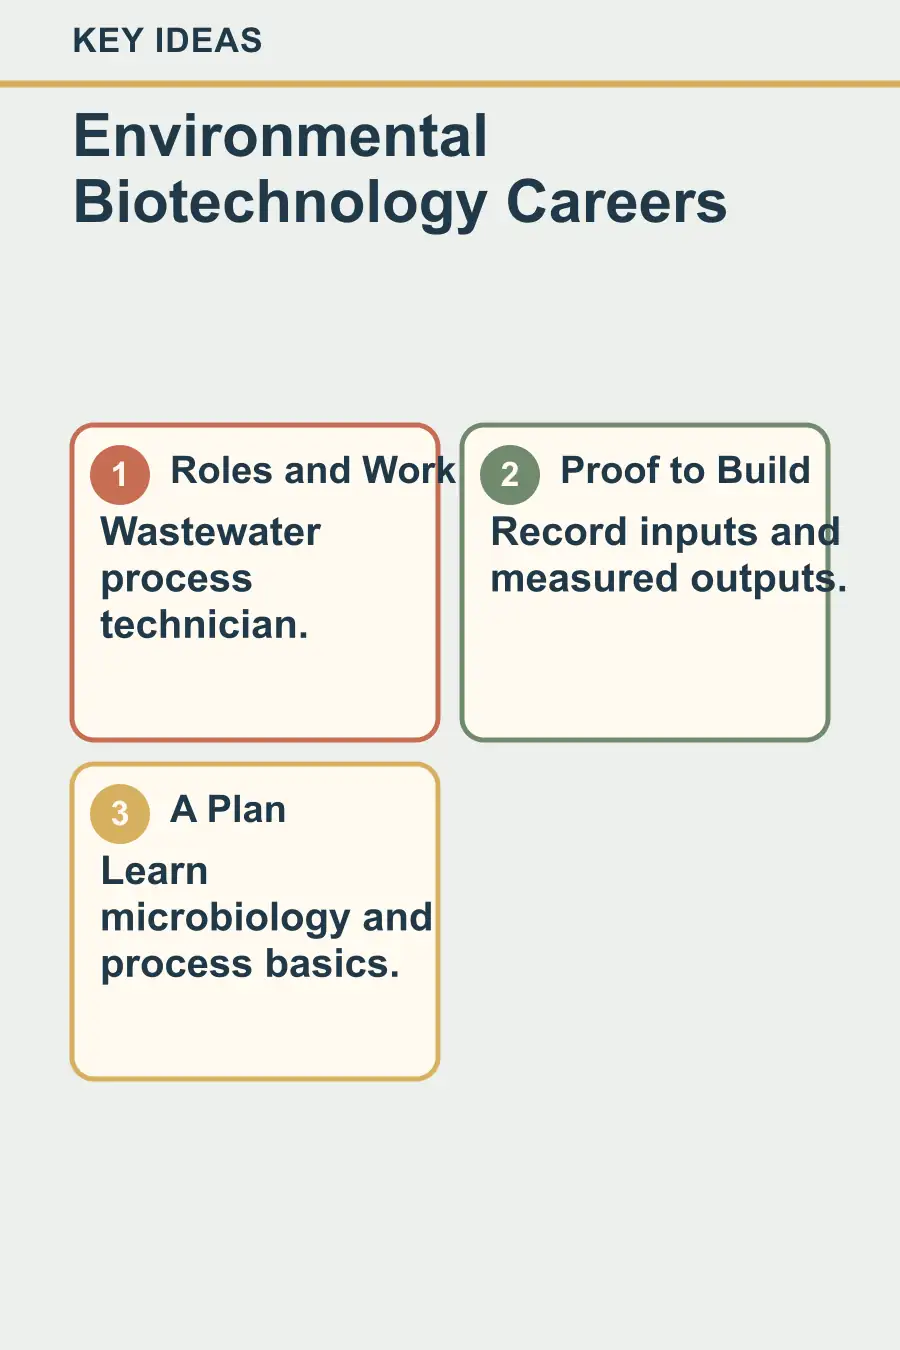 KEY IDEAS
Environmental
Biotechnology Careers
1 Roles and Work
Wastewater
process
technician.
2 Proof to Build
Record inputs and
measured outputs.
3 A Plan
Learn
microbiology and
process basics.